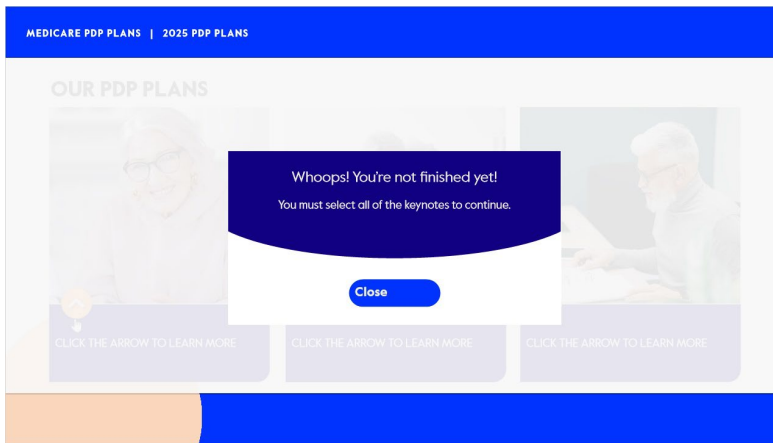 MEDICARE PDP PLANS | 2025 PDP PLANS
OUR PDP PLANS
Whoops! You're not finished yet!
You must select all of the keynotes to continue.
Close
CLICK THE ARROW TO LEARN MORE
CLICK THE ARROW TO LEARN MORE
CLICK THE ARROW TO LEARN MORE